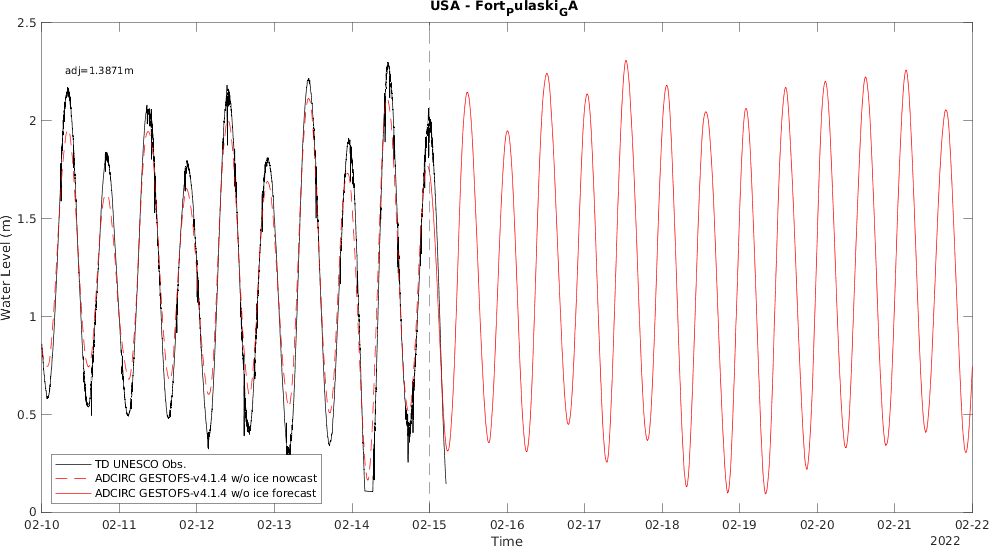 USA - FortPulaskiGA
adj=1.3871m
2.5
2
1.5
1
0.5
0
Water Level (m)
TD UNESCO Obs.
ADCIRC GESTOFS-v4.1.4 w/o ice nowcast
ADCIRC GESTOFS-v4.1.4 w/o ice forecast
02-10 02-11 02-12 02-13 02-14 02-15 02-16 02-17 02-18 02-19 02-20 02-21 02-22
Time
2022